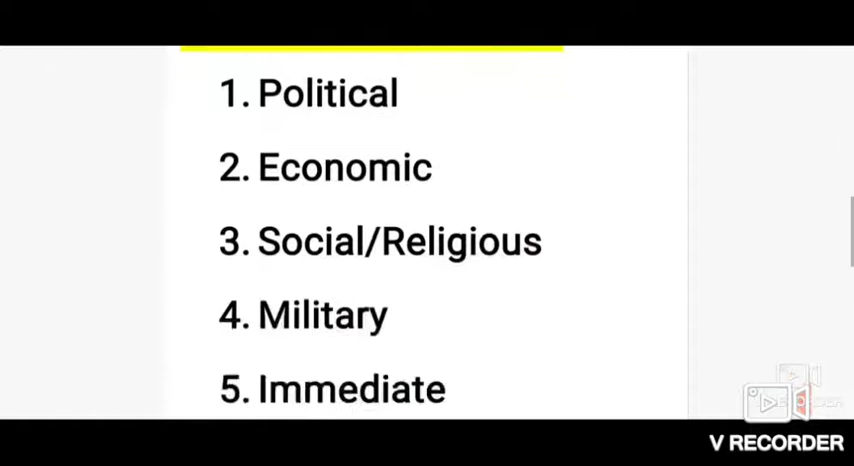 1. Political
2. Economic
3. Social/Religious
4. Military
5. Immediate
V RECORDER